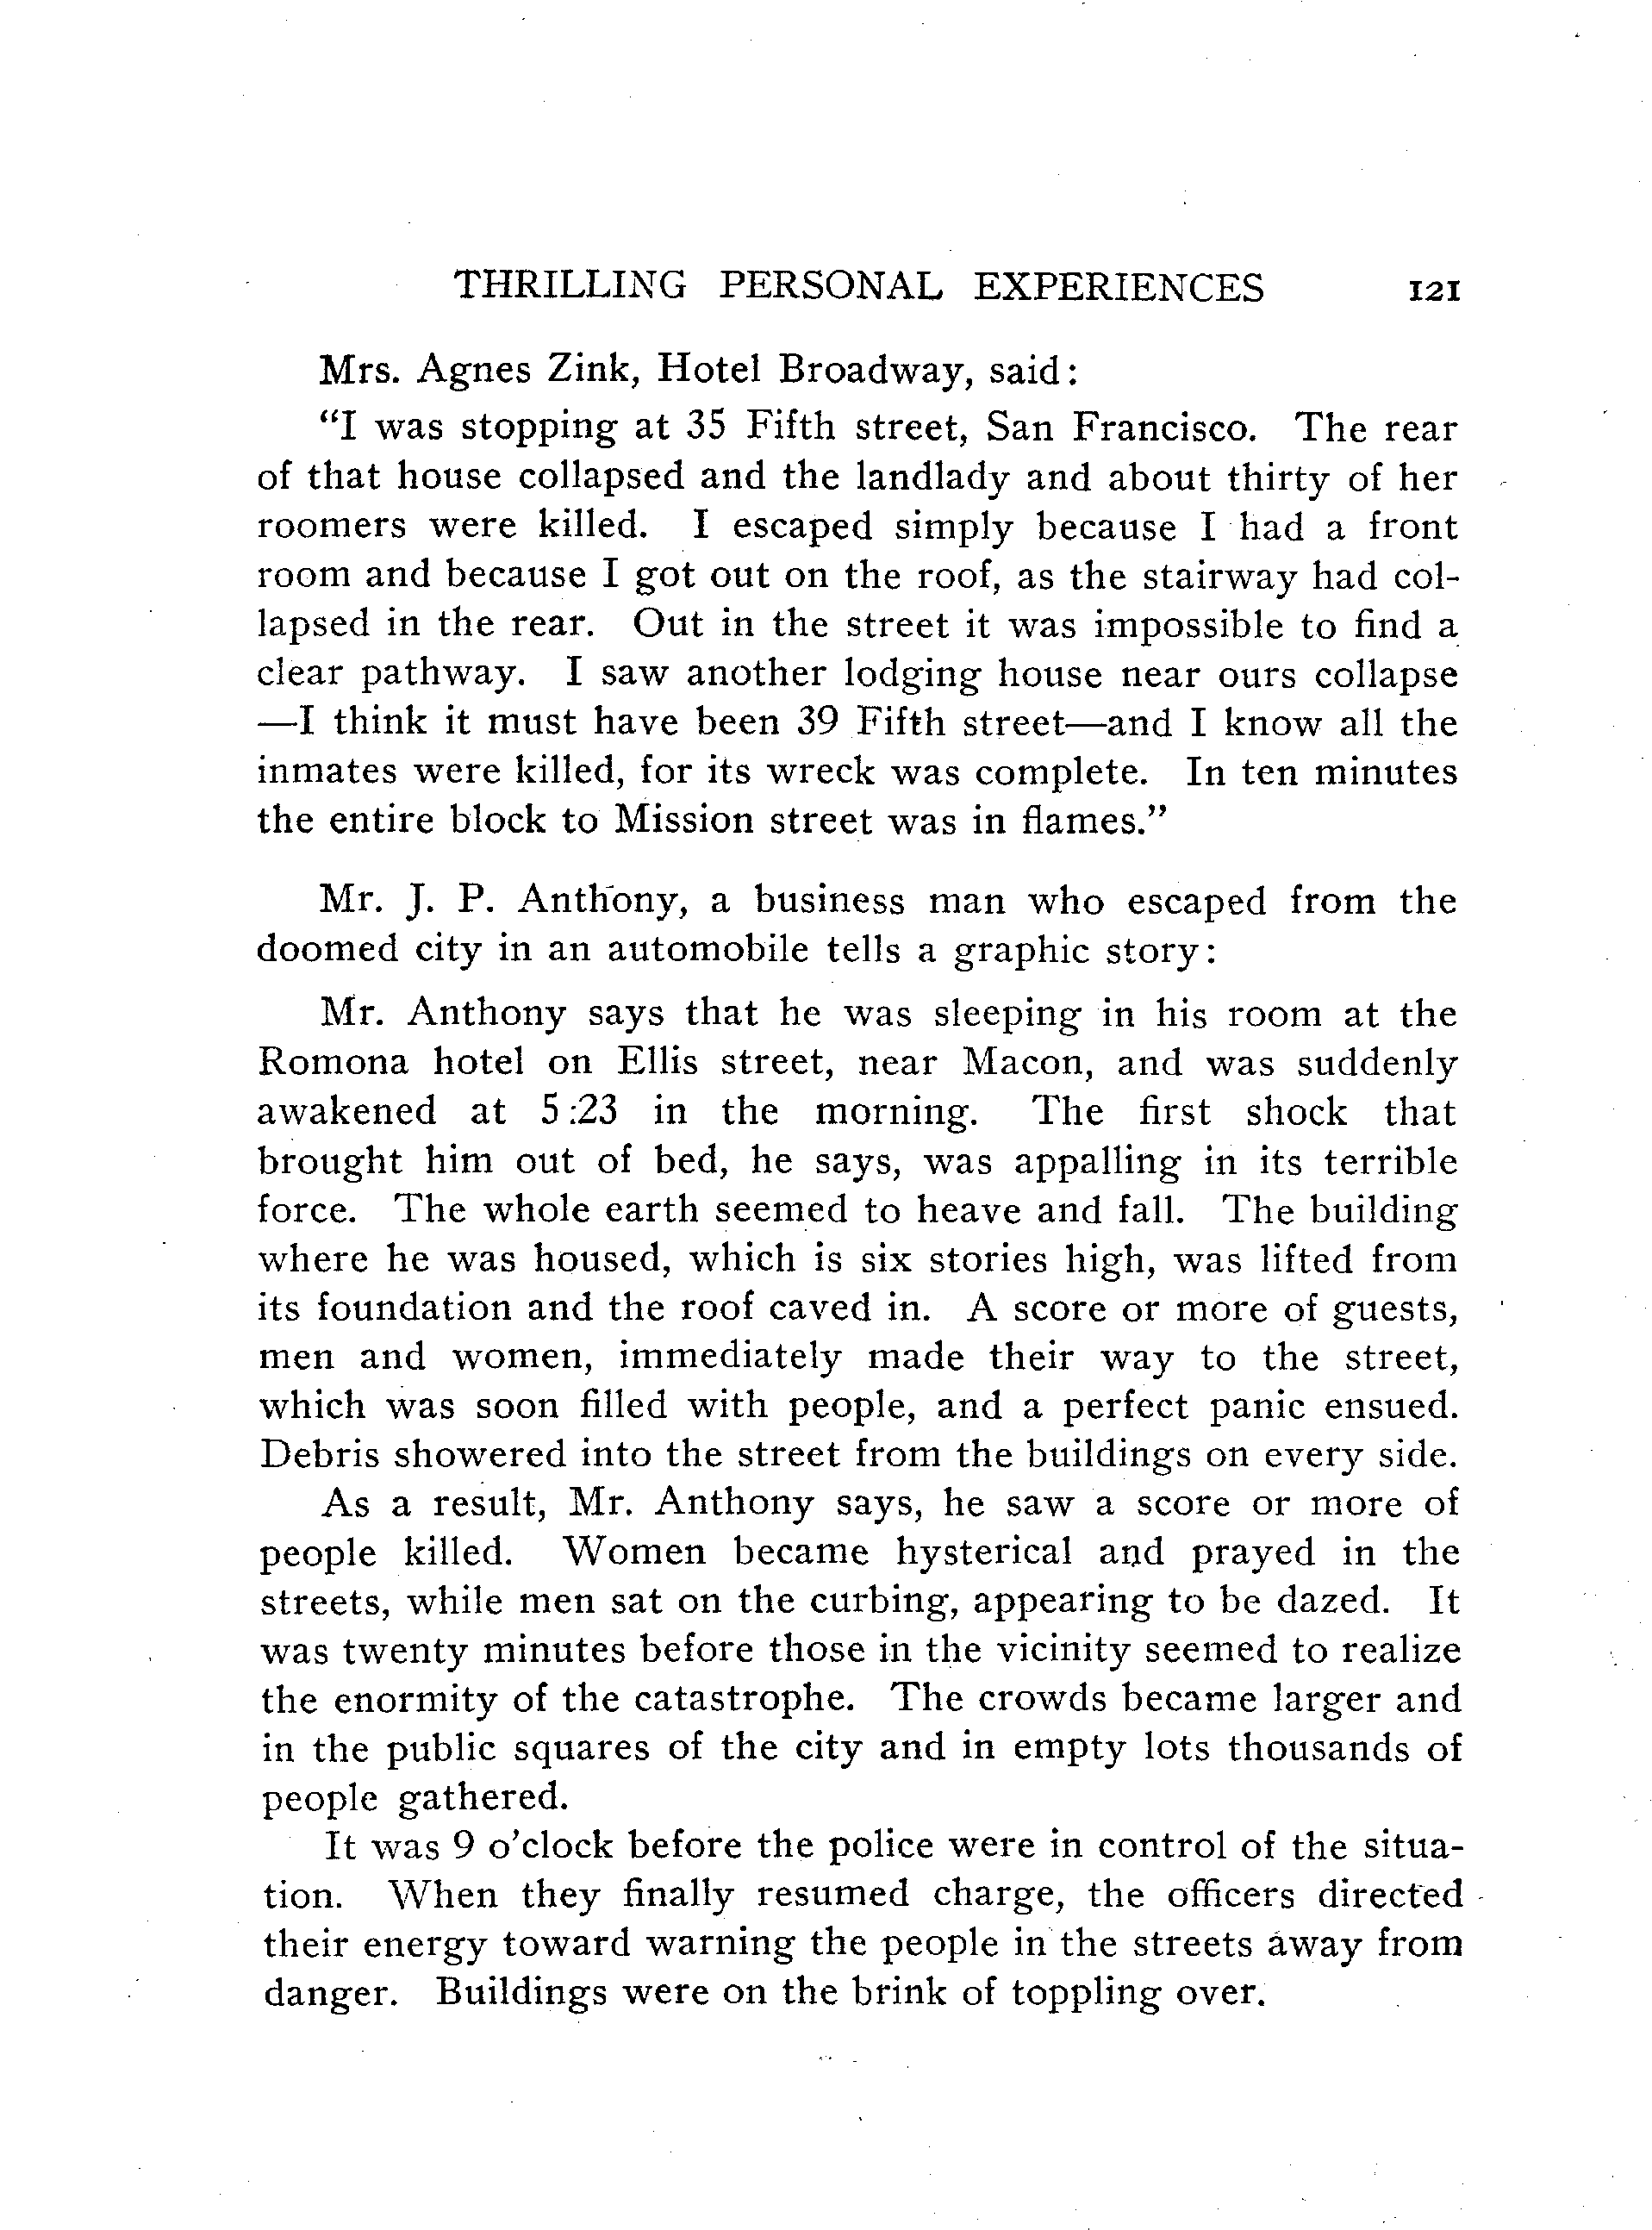 THRILLING PERSONAL EXPERIENCES 121
Mrs. Agnes Zink, Hotel Broadway, said:
"I was stopping at 35 Fifth street, San Francisco. The rear
of that house collapsed and the landlady and about thirty of her
roomers were killed. I escaped simply because I had a front
room and because I got out on the roof, as the stairway had col-
lapsed in the rear. Out in the street it was impossible to find a
clear pathway. I saw another lodging house near ours collapse
—I think it must have been 39 Fifth street—and I know all the
inmates were killed, for its wreck was complete. In ten minutes
the entire block to Mission street was in flames."
Mr. J. P. Anthony, a business man who escaped from the
doomed city in an automobile tells a graphic story:
Mr. Anthony says that he was sleeping in his room at the
Romona hotel on Ellis street, near Macon, and was suddenly
awakened at 5:23 in the morning. The first shock that
brought him out of bed, he says, was appalling in its terrible
force. The whole earth seemed to heave and fall. The building
where he was housed, which is six stories high, was lifted from
its foundation and the roof caved in. A score or more of guests,
men and women, immediately made their way to the street,
which was soon filled with people, and a perfect panic ensued.
Debris showered into the street from the buildings on every side.
As a result, Mr. Anthony says, he saw a score or more of
people killed. Women became hysterical and prayed in the
streets, while men sat on the curbing, appearing to be dazed. It
was twenty minutes before those in the vicinity seemed to realize
the enormity of the catastrophe. The crowds became larger and
in the public squares of the city and in empty lots thousands of
people gathered.
It was 9 o'clock before the police were in control of the situa-
tion. When they finally resumed charge, the officers directed
their energy toward warning the people in the streets away from
danger. Buildings were on the brink of toppling over.